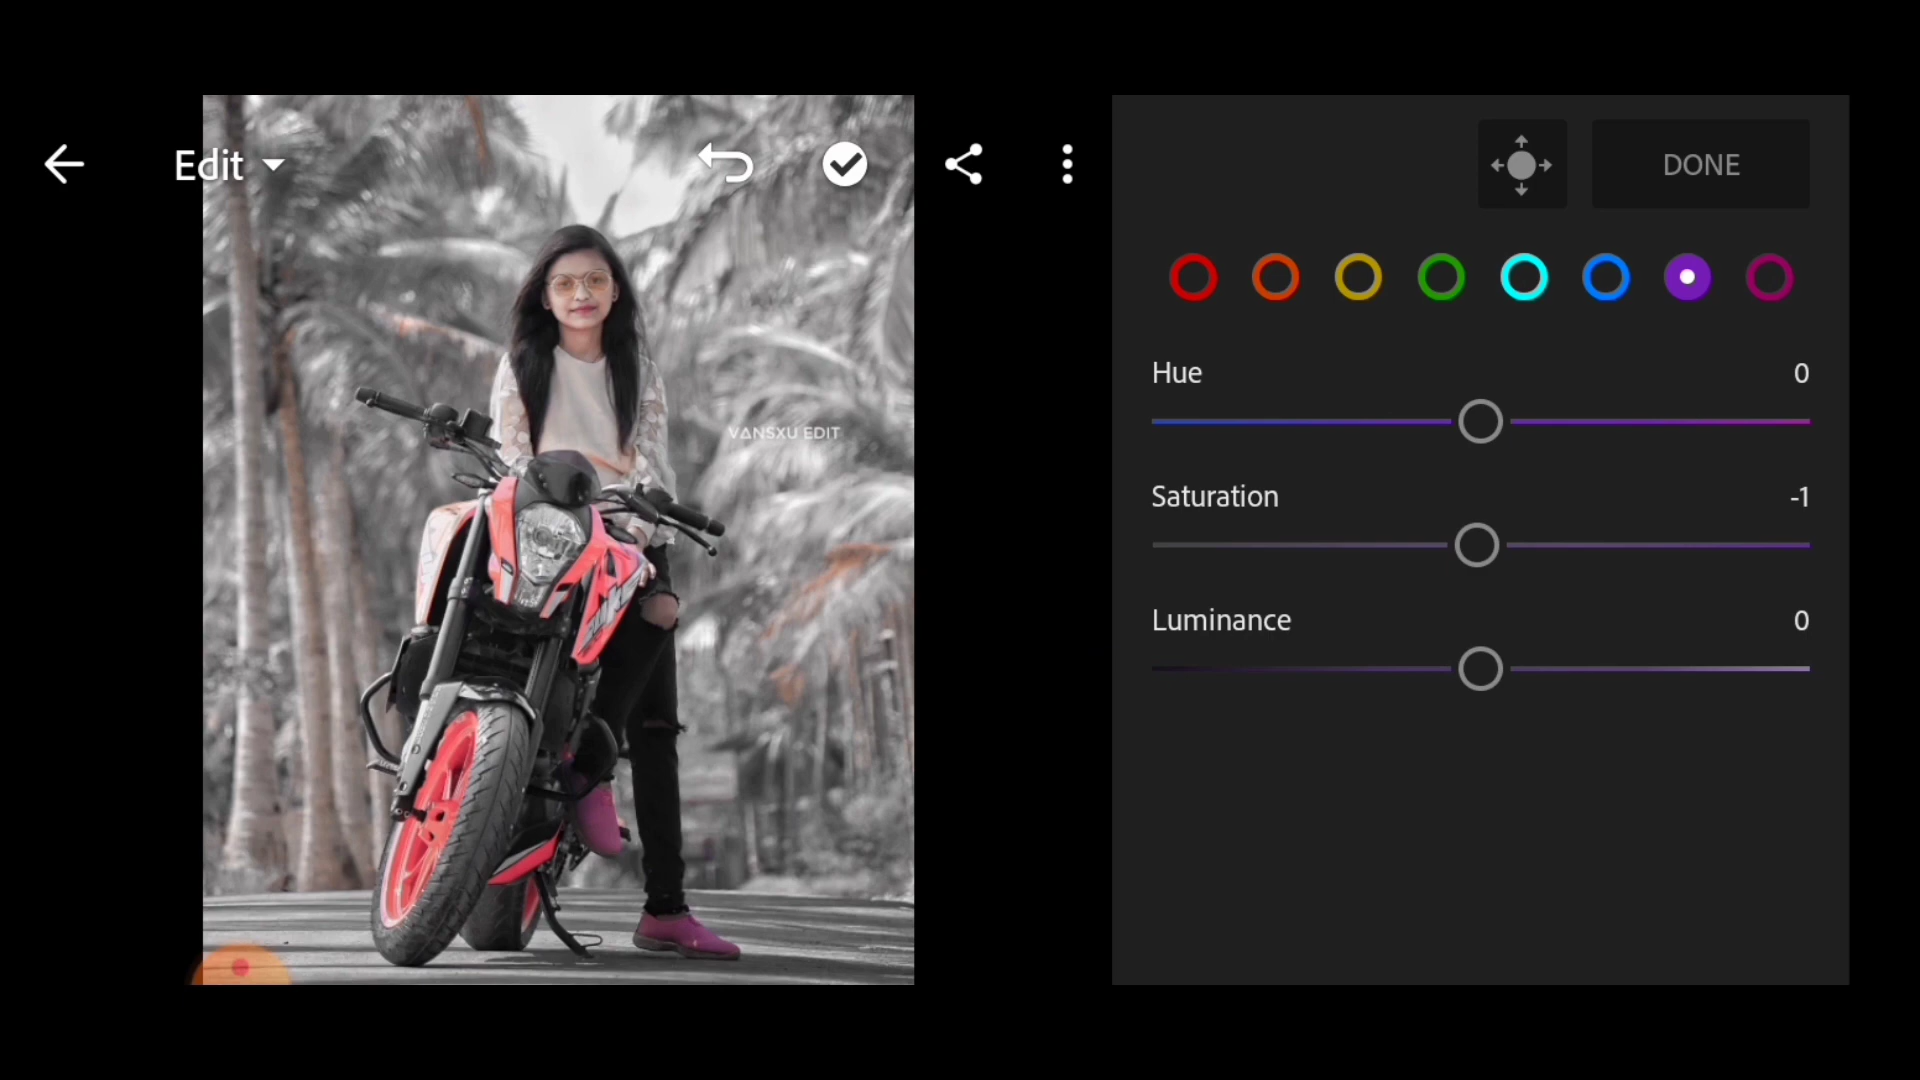 Edit
DONE
Hue 0
Saturation -1
Luminance 0
VANSXU EDIT